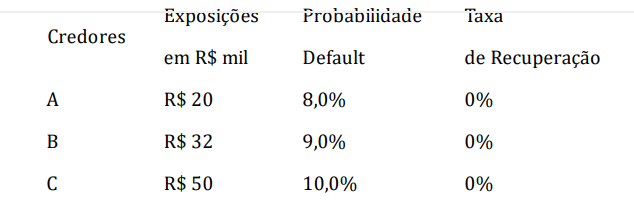 Exposições Probabilidade Taxa
Credores
em R$ mil Default de Recuperação
A R$ 20 8,0% 0%
B R$ 32 9,0% 0%
C R$ 50 10,0% 0%